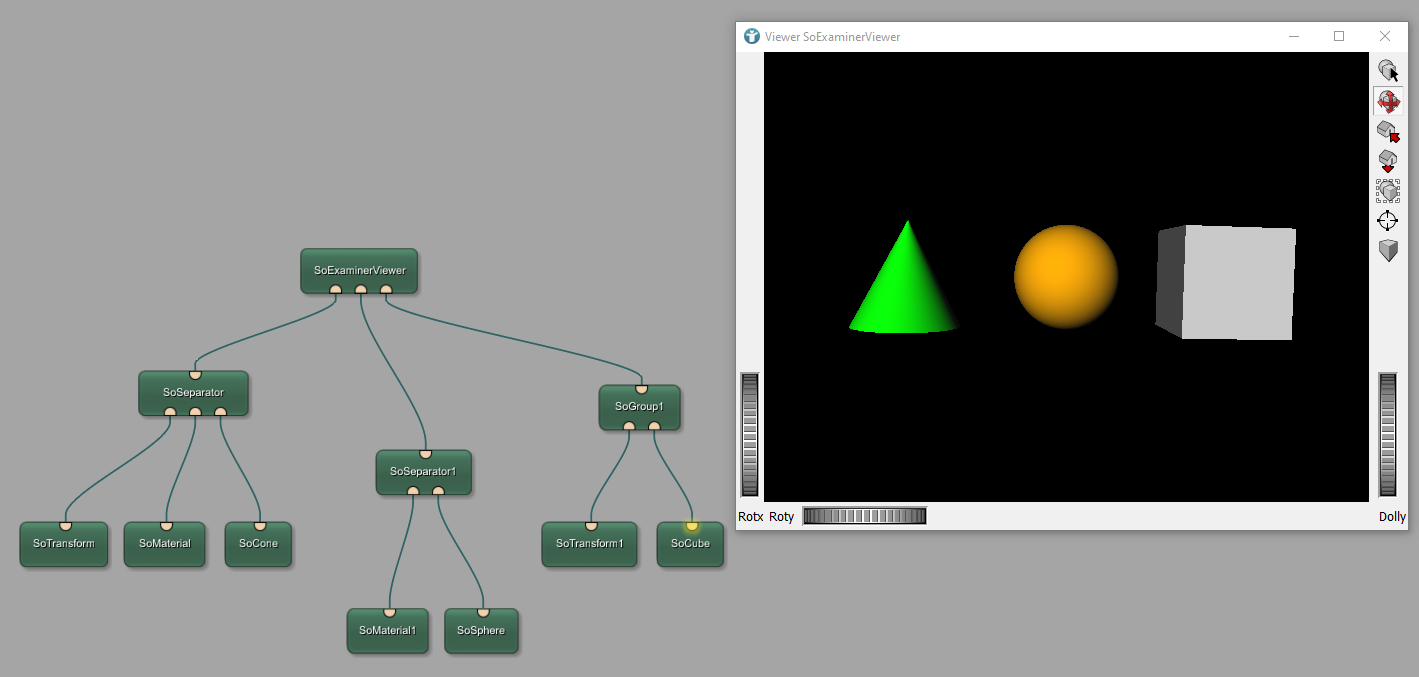 Viewer SoExaminerViewer
SoExaminerViewer
SoSeparator
SoGroup1
SoSeparator1
SoTransform
SoMaterial
SoCone
SoTransform1
SoCube
SoMaterial1
SoSphere
Rotx Roty
Dolly